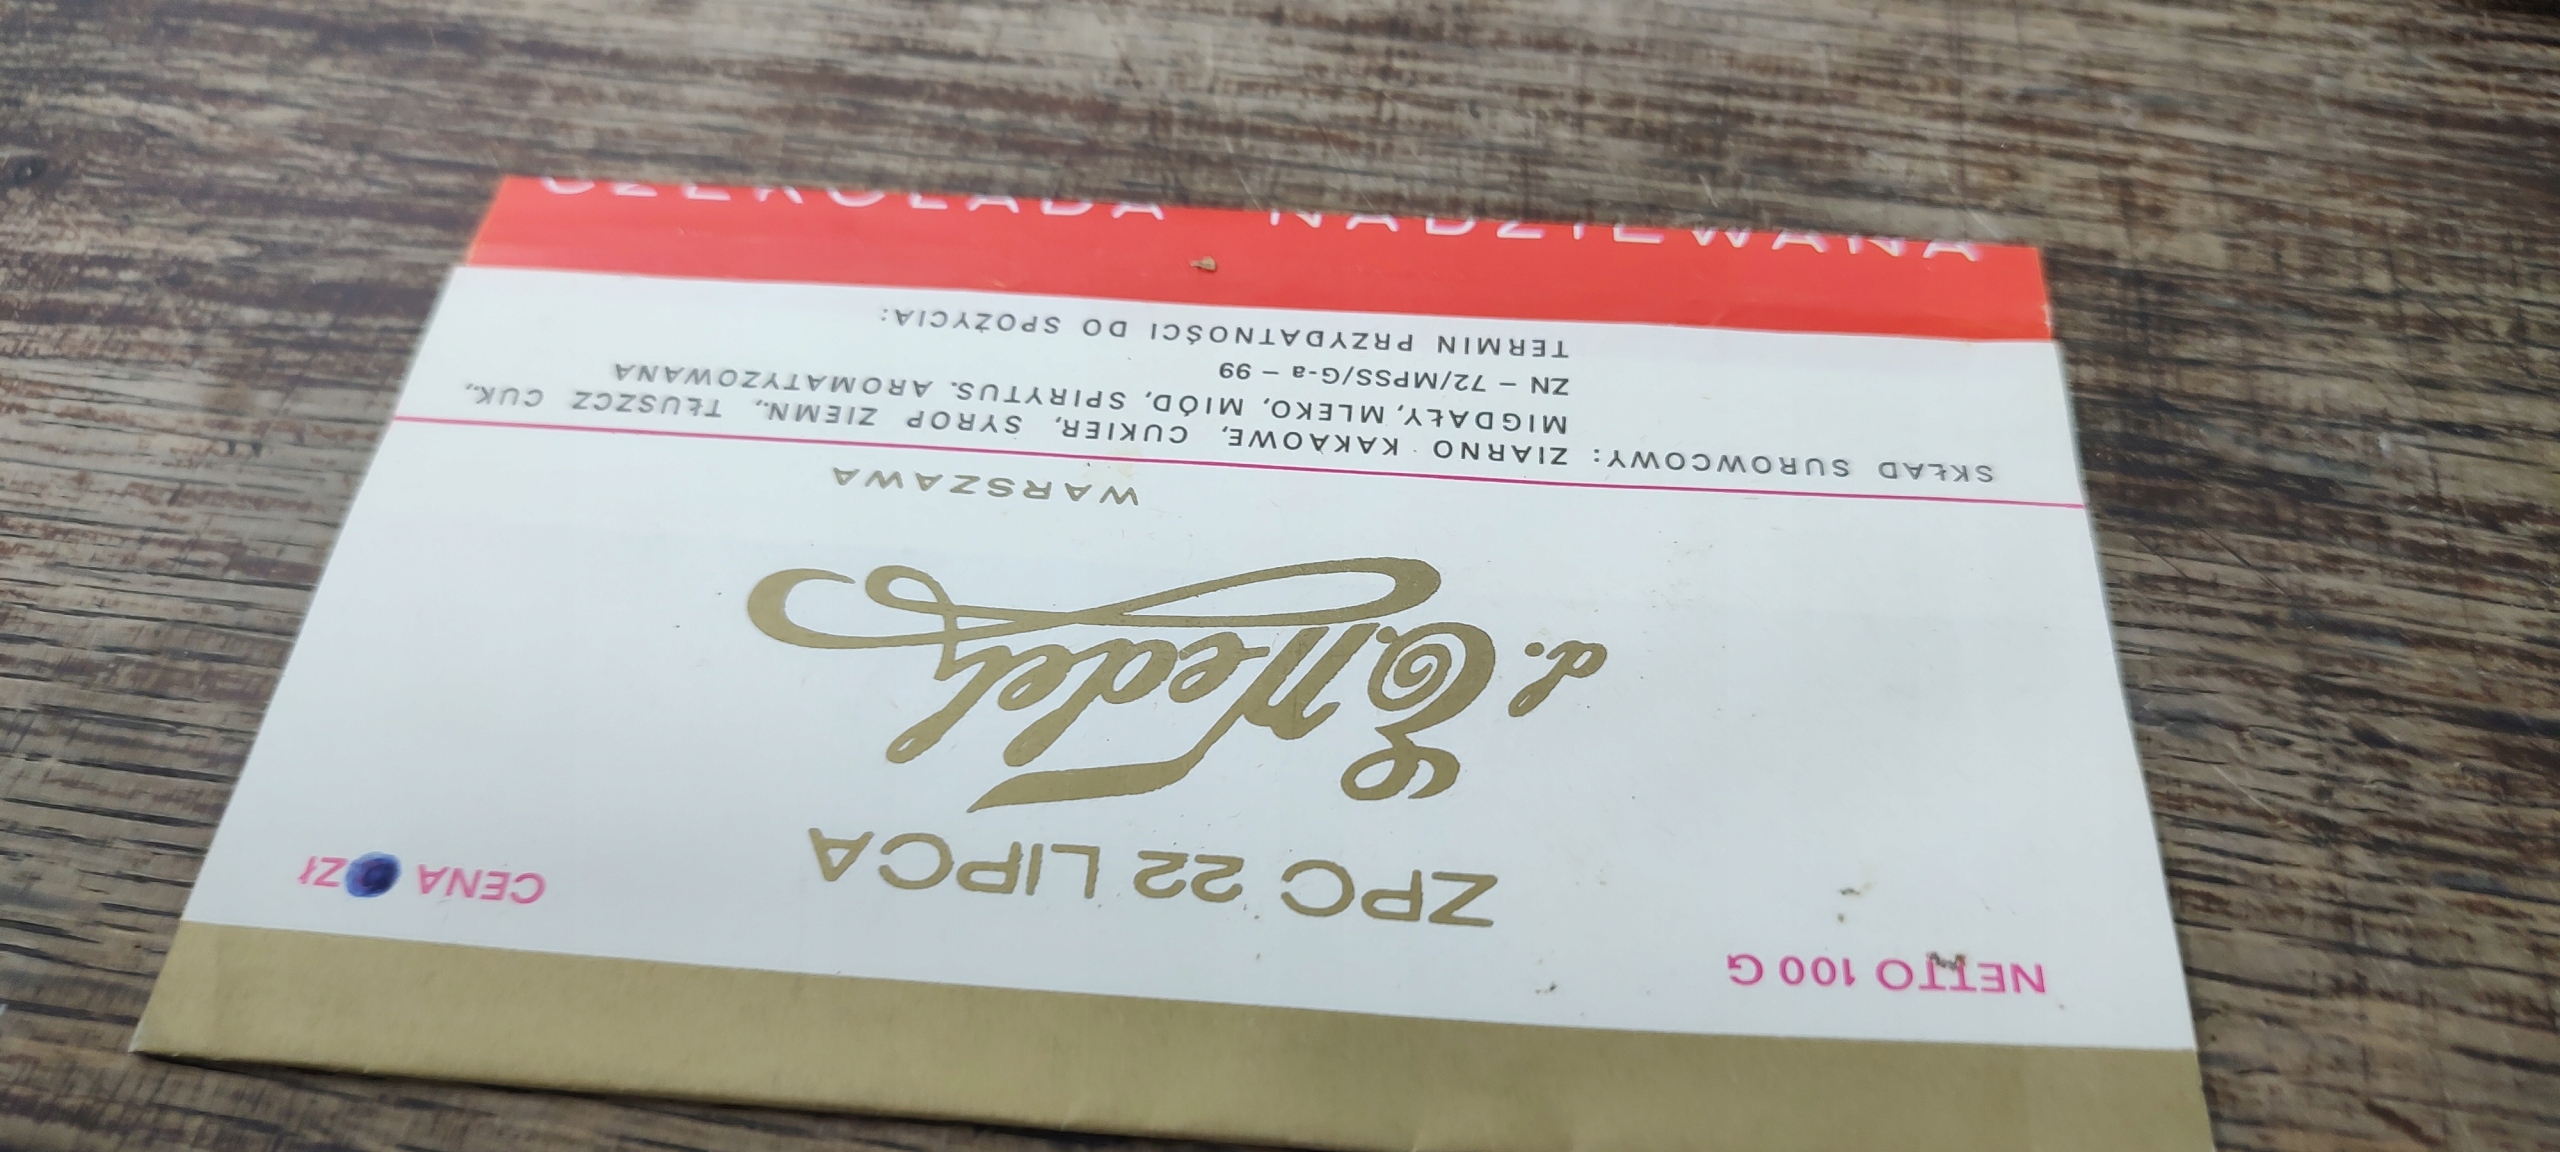 NETTO 100 G
CENA ZŁ
ZPC 22 LIPCA
d. E.Wedel
WARSZAWA
SKŁAD SUROWCOWY: ZIARNO KAKAOWE, CUKIER, SYROP ZIEMN., TŁUSZCZ CUK.,
MIGDAŁY, MLEKO, MIÓD, SPIRYTUS. AROMATYZOWANA
ZN – 72/MPSS/G-a – 99
TERMIN PRZYDATNOŚCI DO SPOŻYCIA:
CZEKOLADA NADZIEWANA